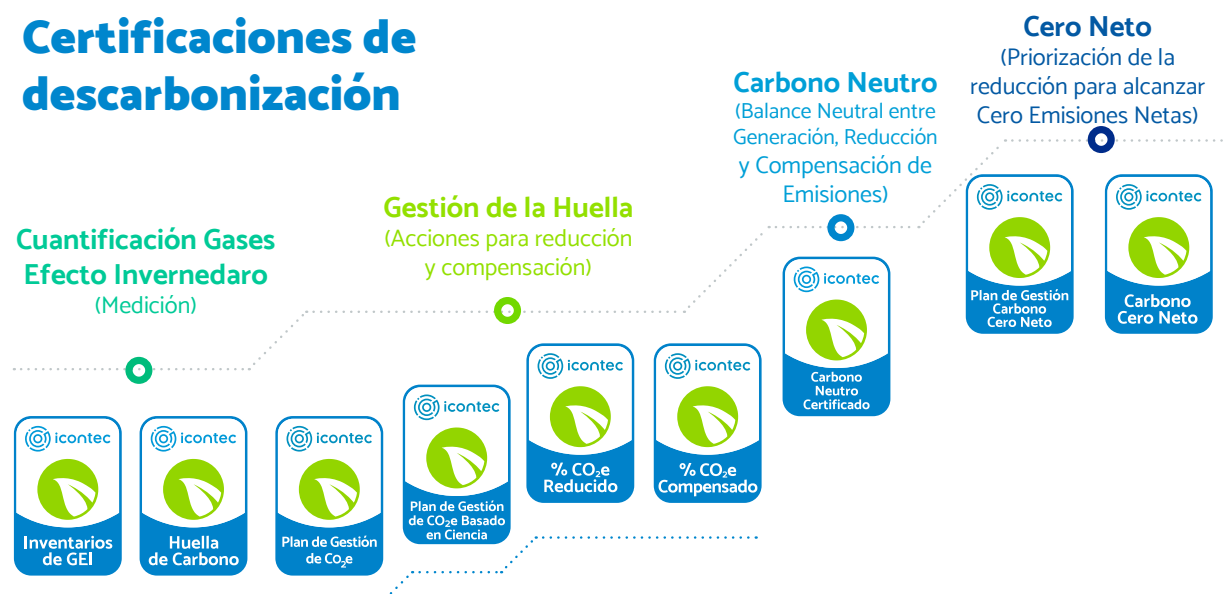 Certificaciones de
descarbonización
Cuantificación Gases
Efecto Invernedaro
(Medición)
Gestión de la Huella
(Acciones para reducción
y compensación)
Carbono Neutro
(Balance Neutral entre
Generación, Reducción
y Compensación de
Emisiones)
Cero Neto
(Priorización de la
reducción para alcanzar
Cero Emisiones Netas)
icontec
Inventarios
de GEI
icontec
Huella
de Carbono
icontec
Plan de Gestión
de CO₂e
icontec
Plan de Gestión
de CO₂e Basado
en Ciencia
icontec
% CO₂e
Reducido
icontec
% CO₂e
Compensado
icontec
Carbono
Neutro
Certificado
icontec
Plan de Gestión
Carbono
Cero Neto
icontec
Carbono
Cero Neto